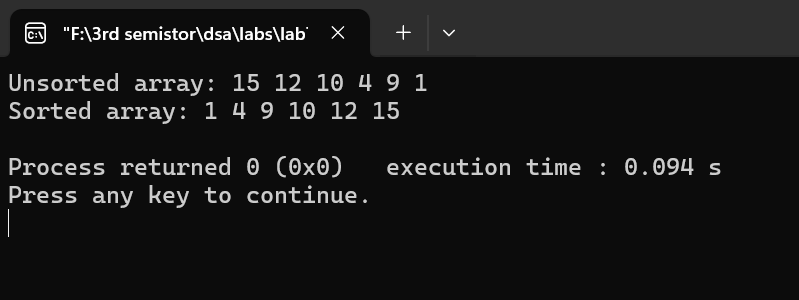 "F:\3rd semistor\dsa\labs\lab
Unsorted array: 15 12 10 4 9 1
Sorted array: 1 4 9 10 12 15
Process returned 0 (0x0)   execution time : 0.094 s
Press any key to continue.